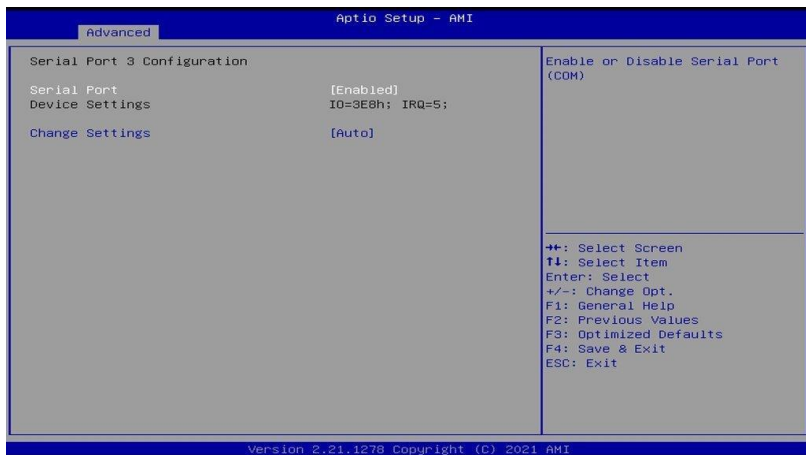 Aptio Setup – AMI
Advanced
Serial Port 3 Configuration
Serial Port [Enabled]
Device Settings IO=3E8h; IRQ=5;
Change Settings [Auto]
Enable or Disable Serial Port
(COM)
→←: Select Screen
↑↓: Select Item
Enter: Select
+/-: Change Opt.
F1: General Help
F2: Previous Values
F3: Optimized Defaults
F4: Save & Exit
ESC: Exit
Version 2.21.1278 Copyright (C) 2021 AMI